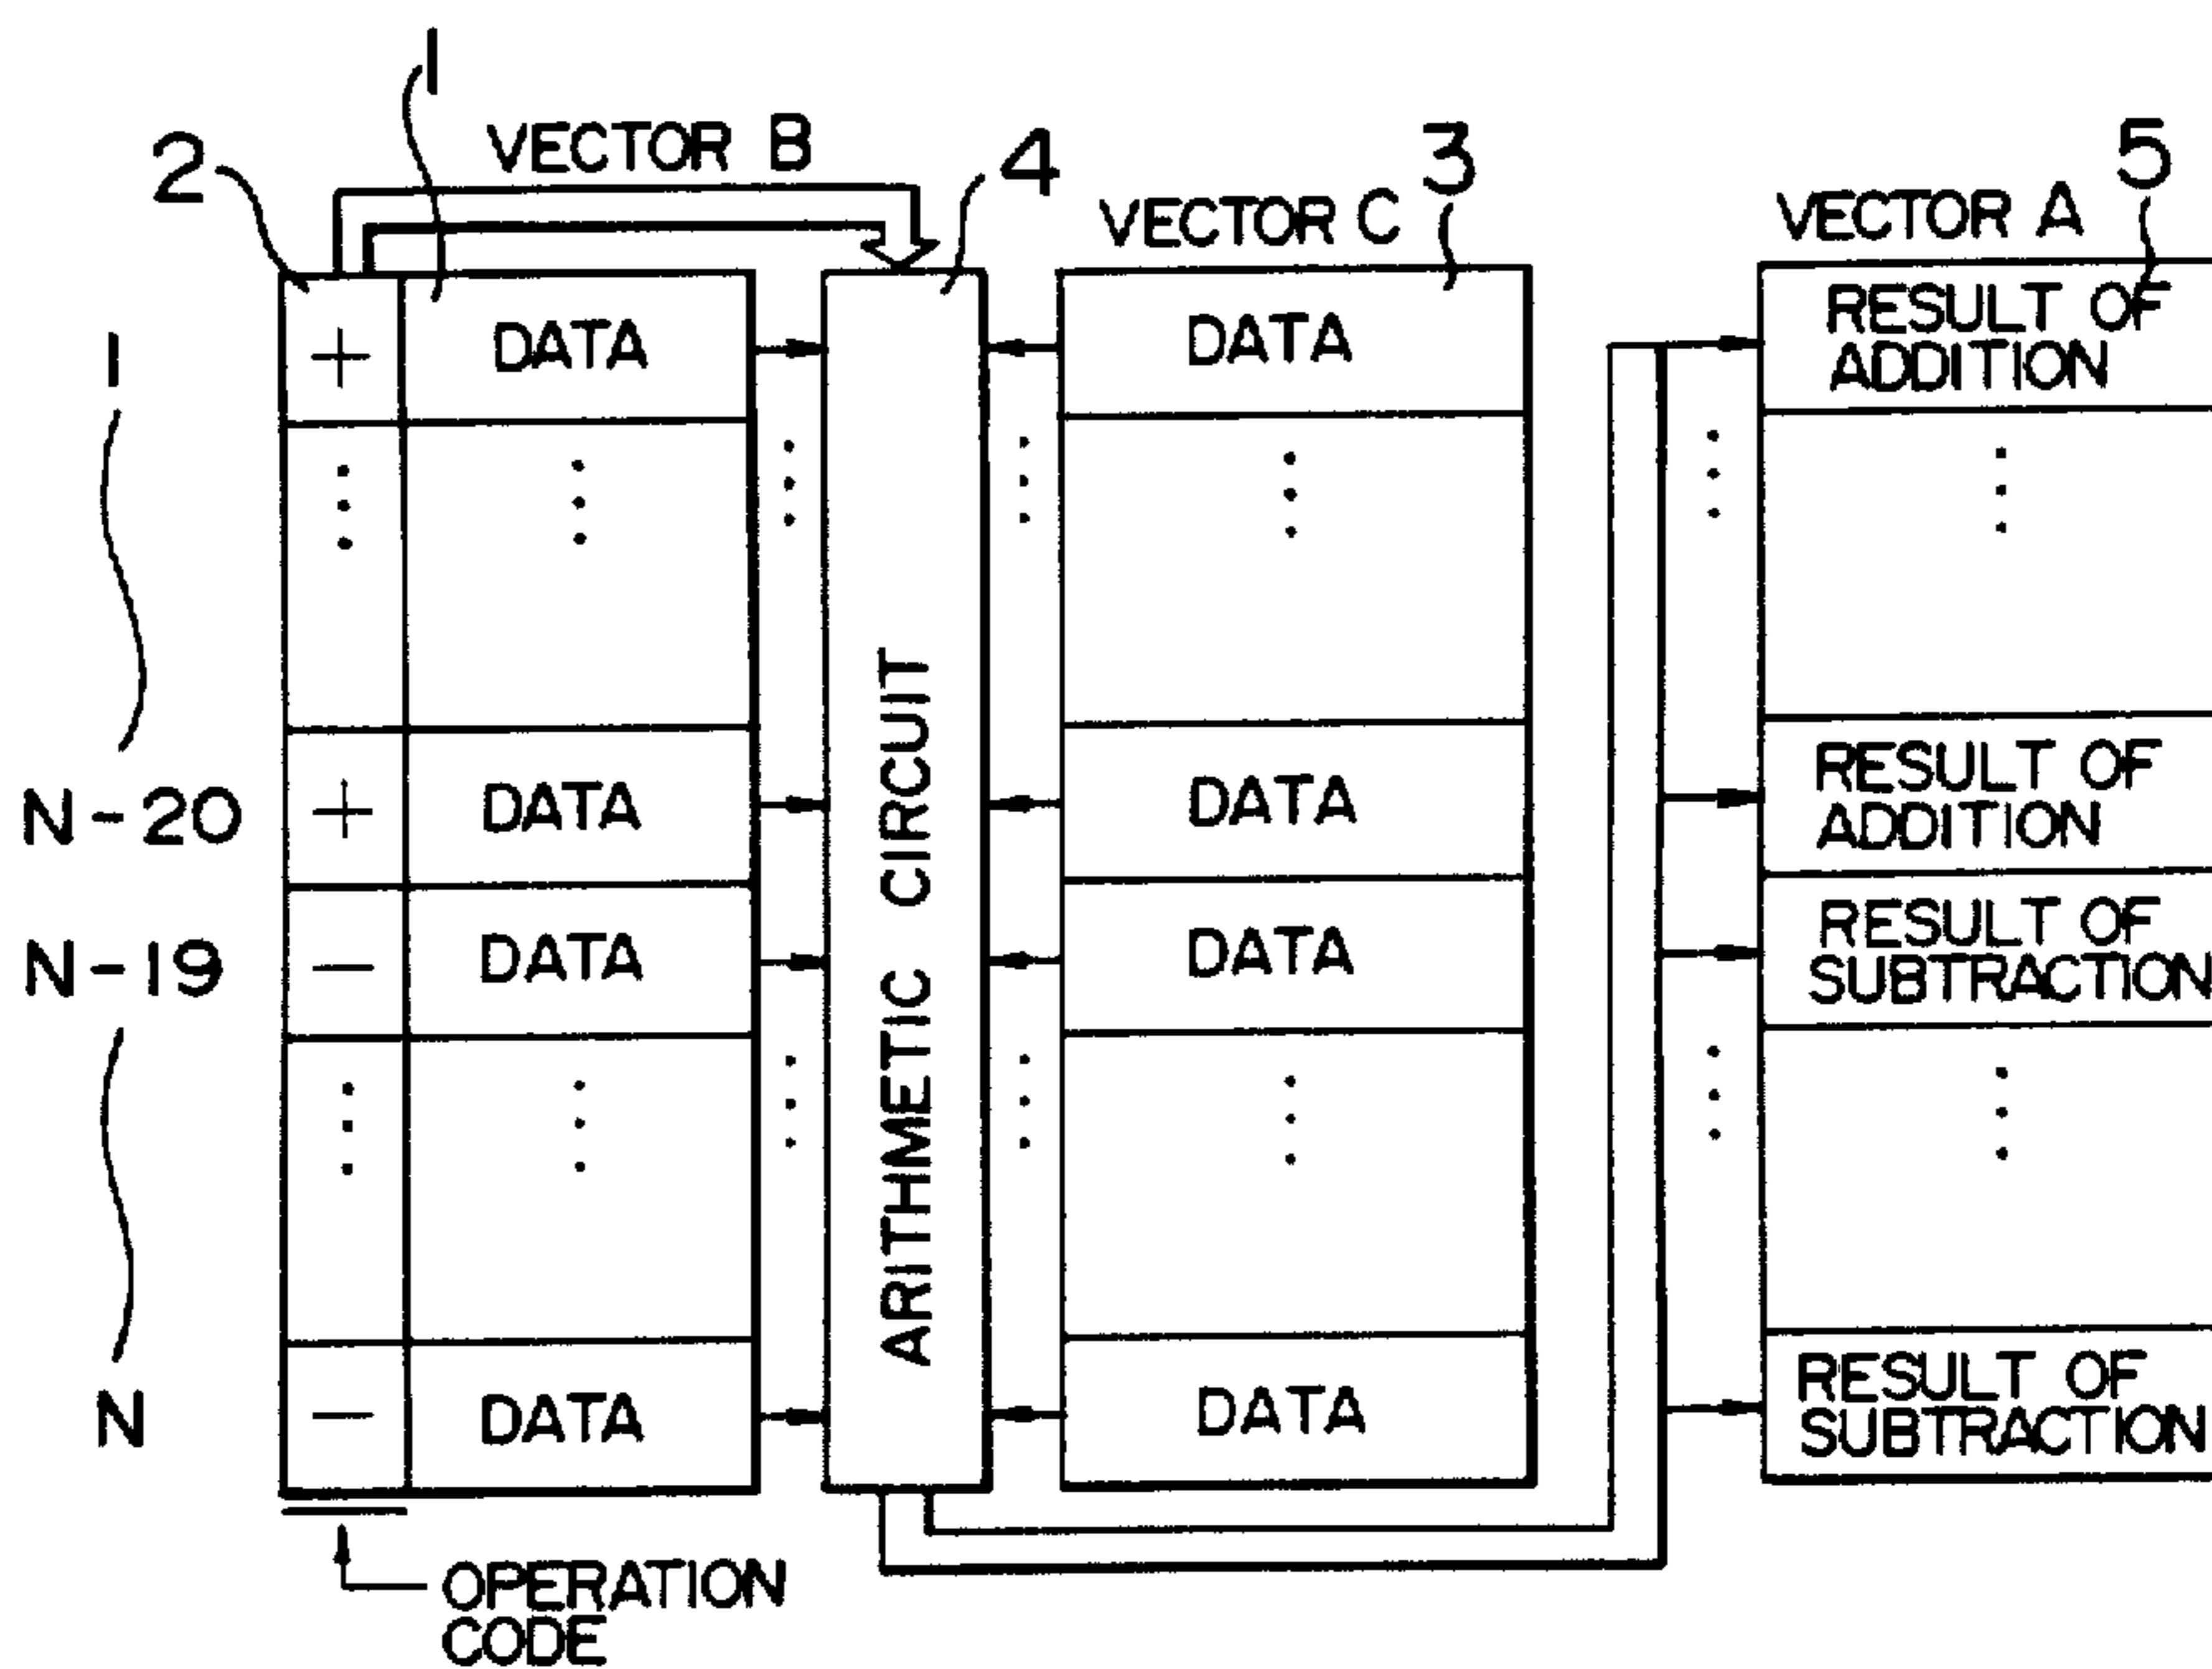 1
2
VECTOR B
4
VECTOR C
3
VECTOR A
5
1
+
DATA
DATA
RESULT OF
ADDITION
N-20
+
DATA
DATA
RESULT OF
ADDITION
N-19
−
DATA
DATA
RESULT OF
SUBTRACTION
ARITHMETIC CIRCUIT
N
−
DATA
DATA
RESULT OF
SUBTRACTION
OPERATION
CODE